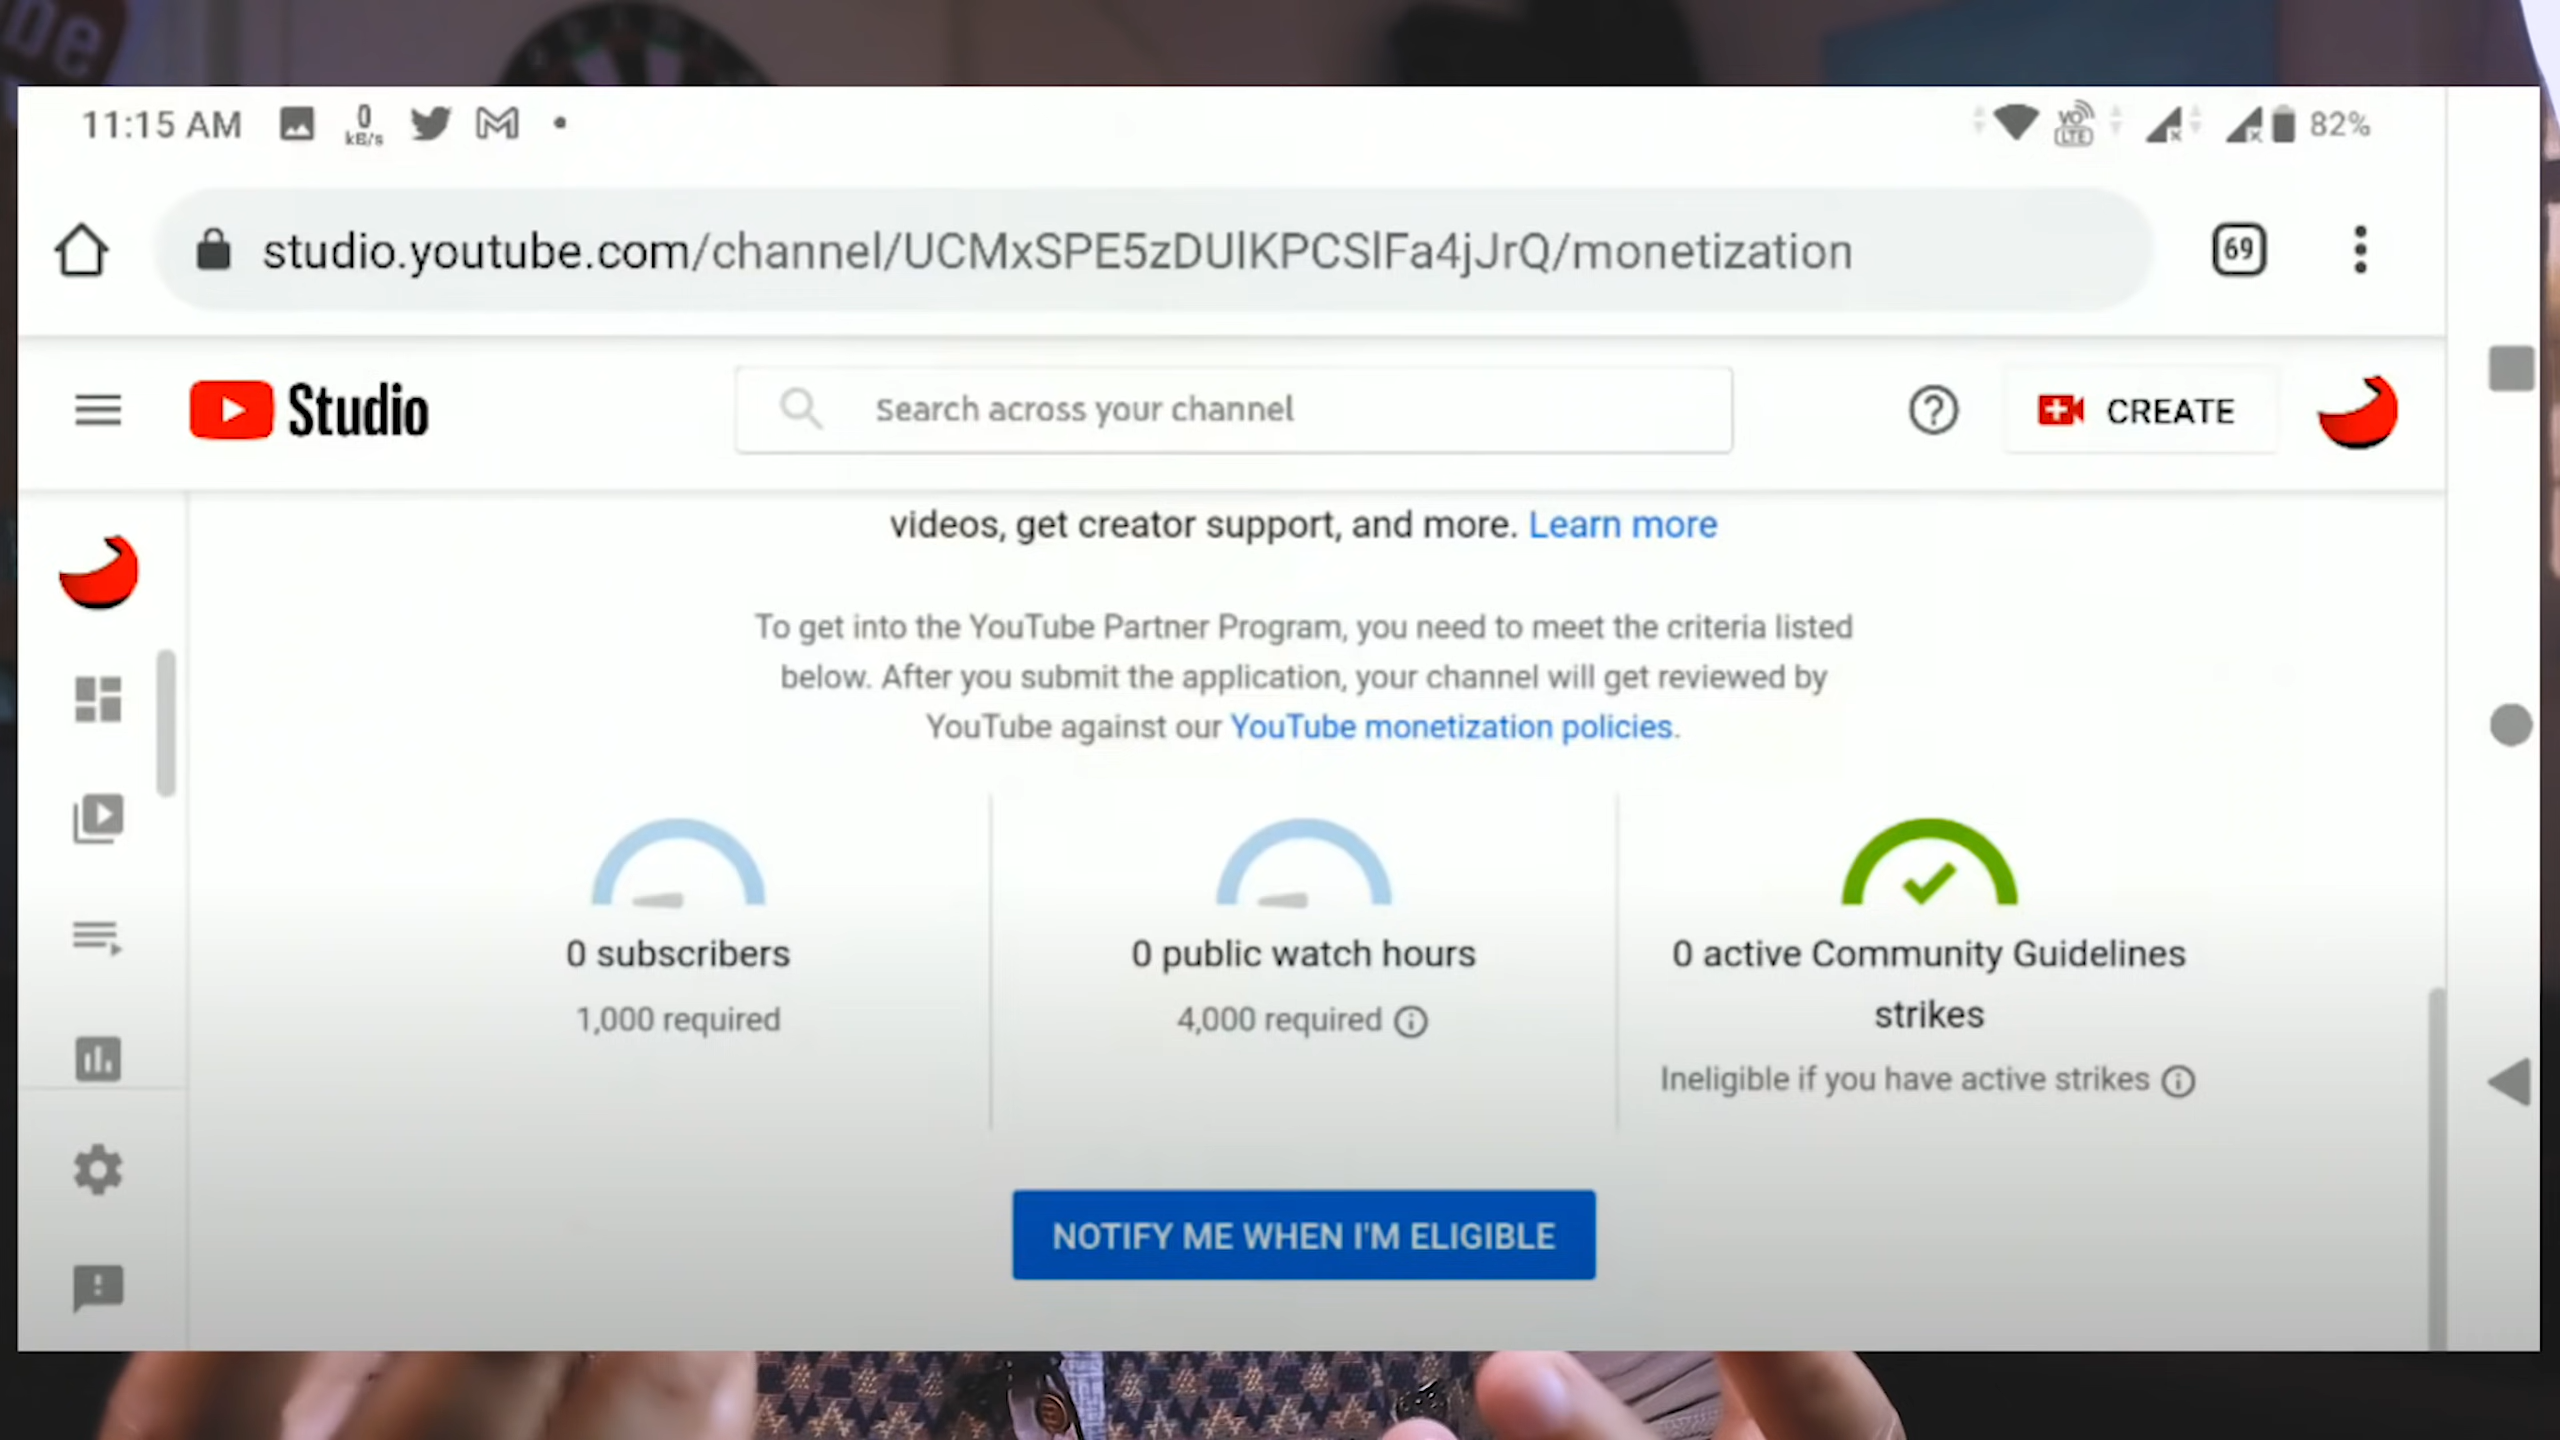 be
11:15 AM 0 kB/s VO LTE 82%
studio.youtube.com/channel/UCMxSPE5zDUlKPCSlFa4jJrQ/monetization 69
Studio Search across your channel CREATE
videos, get creator support, and more. Learn more
To get into the YouTube Partner Program, you need to meet the criteria listed
below. After you submit the application, your channel will get reviewed by
YouTube against our YouTube monetization policies.
0 subscribers
1,000 required
0 public watch hours
4,000 required
0 active Community Guidelines
strikes
Ineligible if you have active strikes
NOTIFY ME WHEN I'M ELIGIBLE